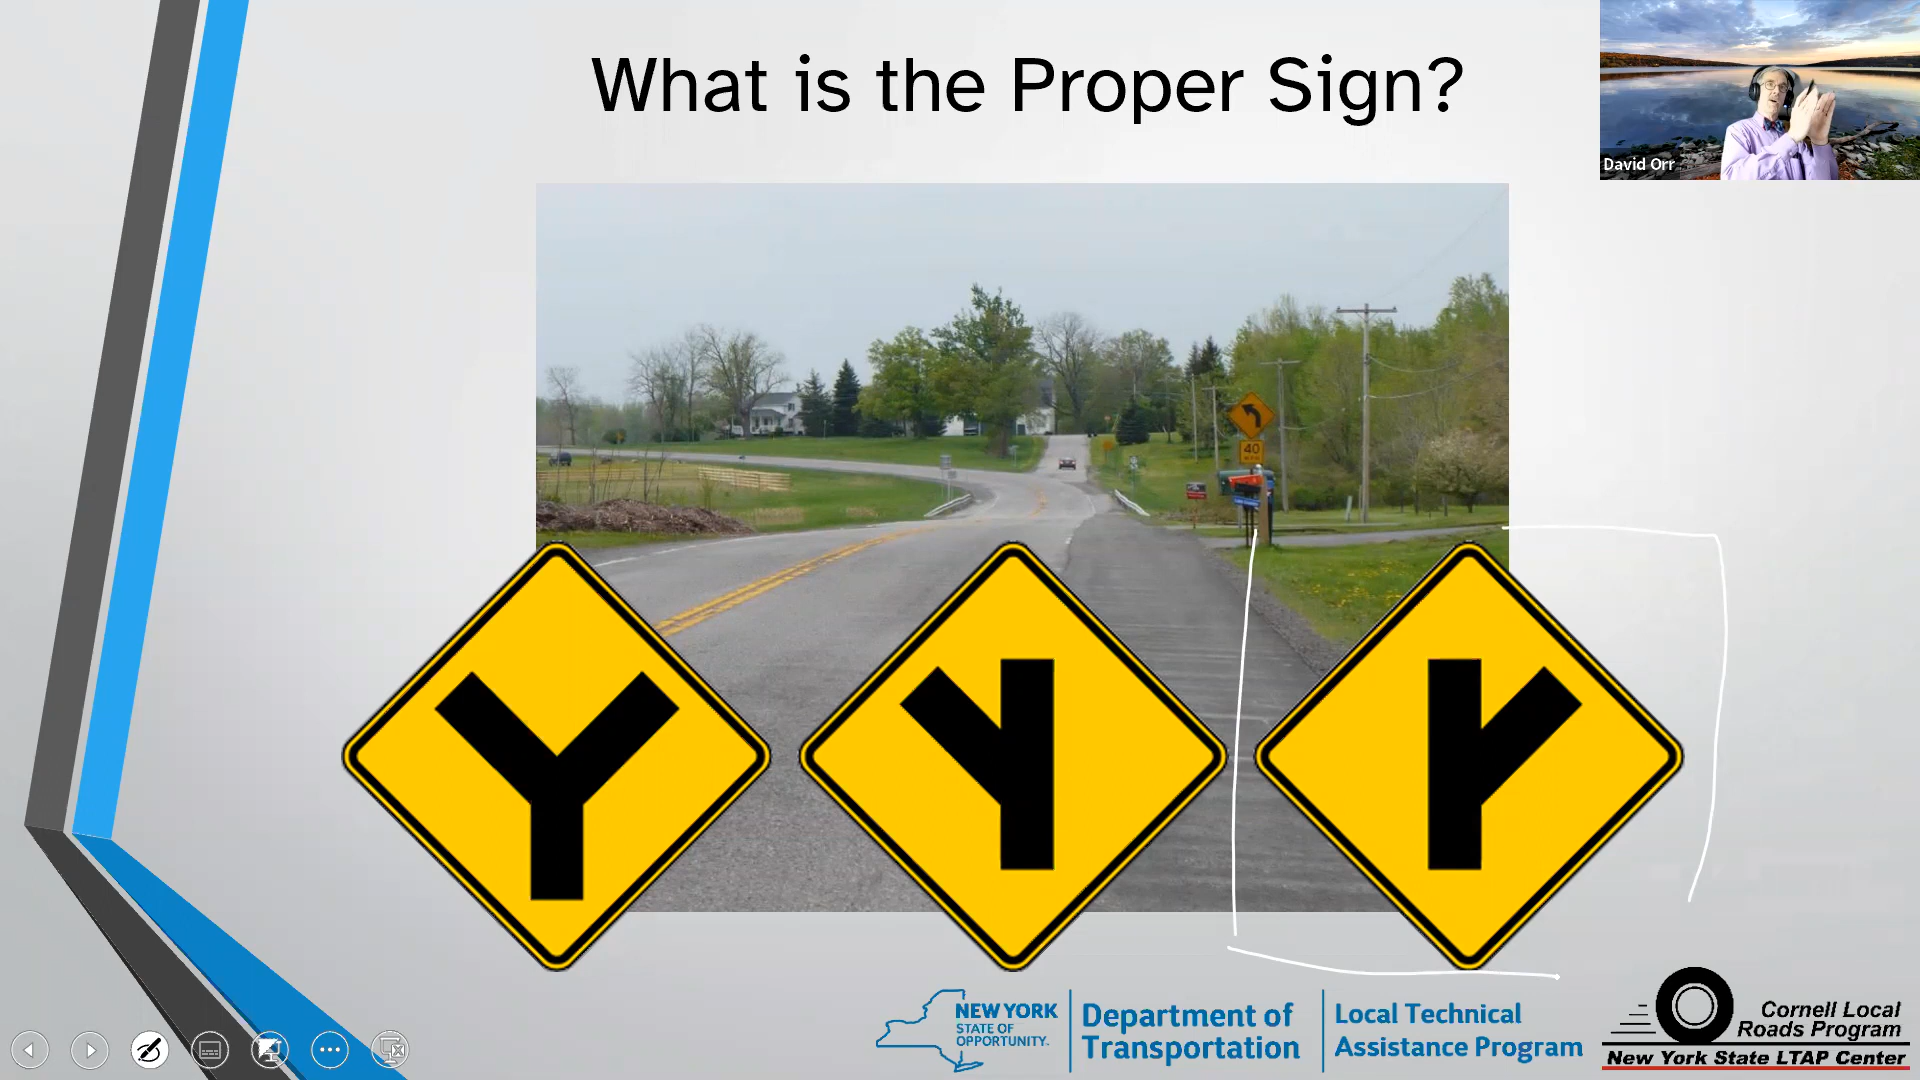 What is the Proper Sign?
David Orr
40
NEW YORK
STATE OF
OPPORTUNITY.
Department of
Transportation
Local Technical
Assistance Program
Cornell Local
Roads Program
New York State LTAP Center